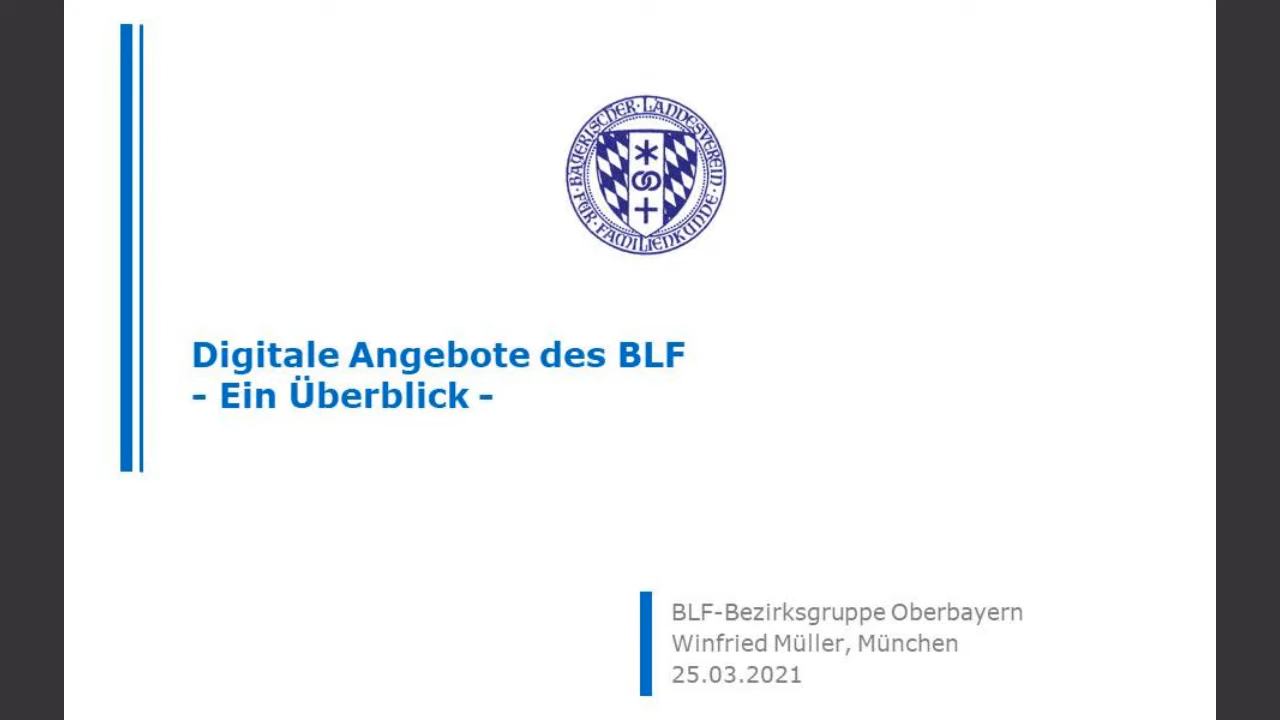 · BAYERISCHER · LANDESVEREIN ·
FÜR · FAMILIENKUNDE
Digitale Angebote des BLF
- Ein Überblick -
BLF-Bezirksgruppe Oberbayern
Winfried Müller, München
25.03.2021